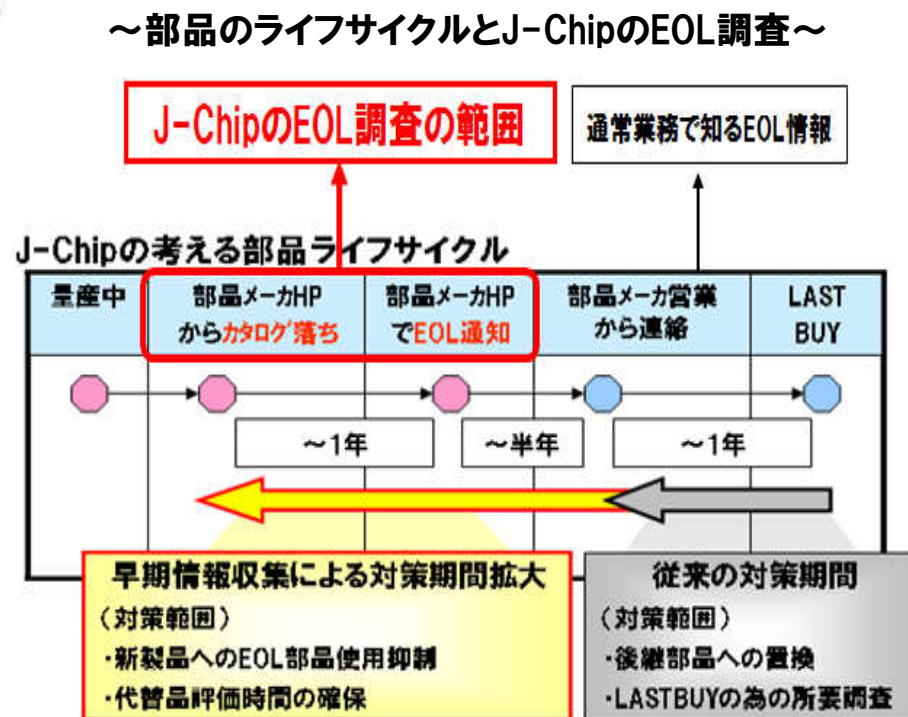 ～部品のライフサイクルとJ-ChipのEOL調査～
J-ChipのEOL調査の範囲
通常業務で知るEOL情報
J-Chipの考える部品ライフサイクル
量産中
部品メーカHP
からカタログ落ち
部品メーカHP
でEOL通知
部品メーカ営業
から連絡
LAST
BUY
～1年
～半年
～1年
早期情報収集による対策期間拡大
（対策範囲）
・新製品へのEOL部品使用抑制
・代替品評価時間の確保
従来の対策期間
（対策範囲）
・後継部品への置換
・LASTBUYの為の所要調査